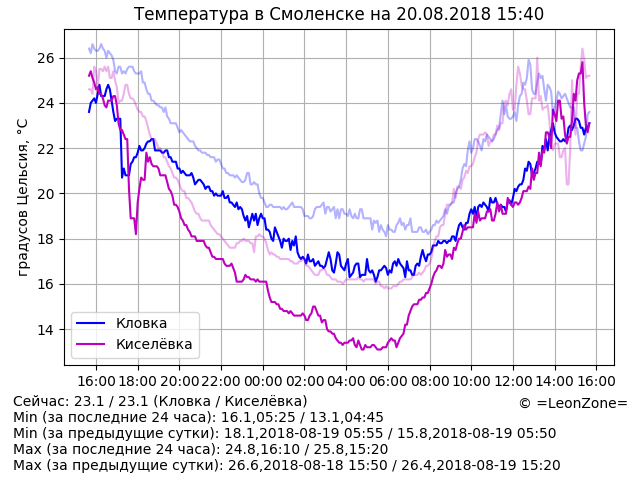 Температура в Смоленске на 20.08.2018 15:40
градусов Цельсия, °C
26
24
22
20
18
16
14
Кловка
Киселёвка
16:00 18:00 20:00 22:00 00:00 02:00 04:00 06:00 08:00 10:00 12:00 14:00 16:00
Сейчас: 23.1 / 23.1 (Кловка / Киселёвка)
© =LeonZone=
Min (за последние 24 часа): 16.1,05:25 / 13.1,04:45
Min (за предыдущие сутки): 18.1,2018-08-19 05:55 / 15.8,2018-08-19 05:50
Max (за последние 24 часа): 24.8,16:10 / 25.8,15:20
Max (за предыдущие сутки): 26.6,2018-08-18 15:50 / 26.4,2018-08-19 15:20